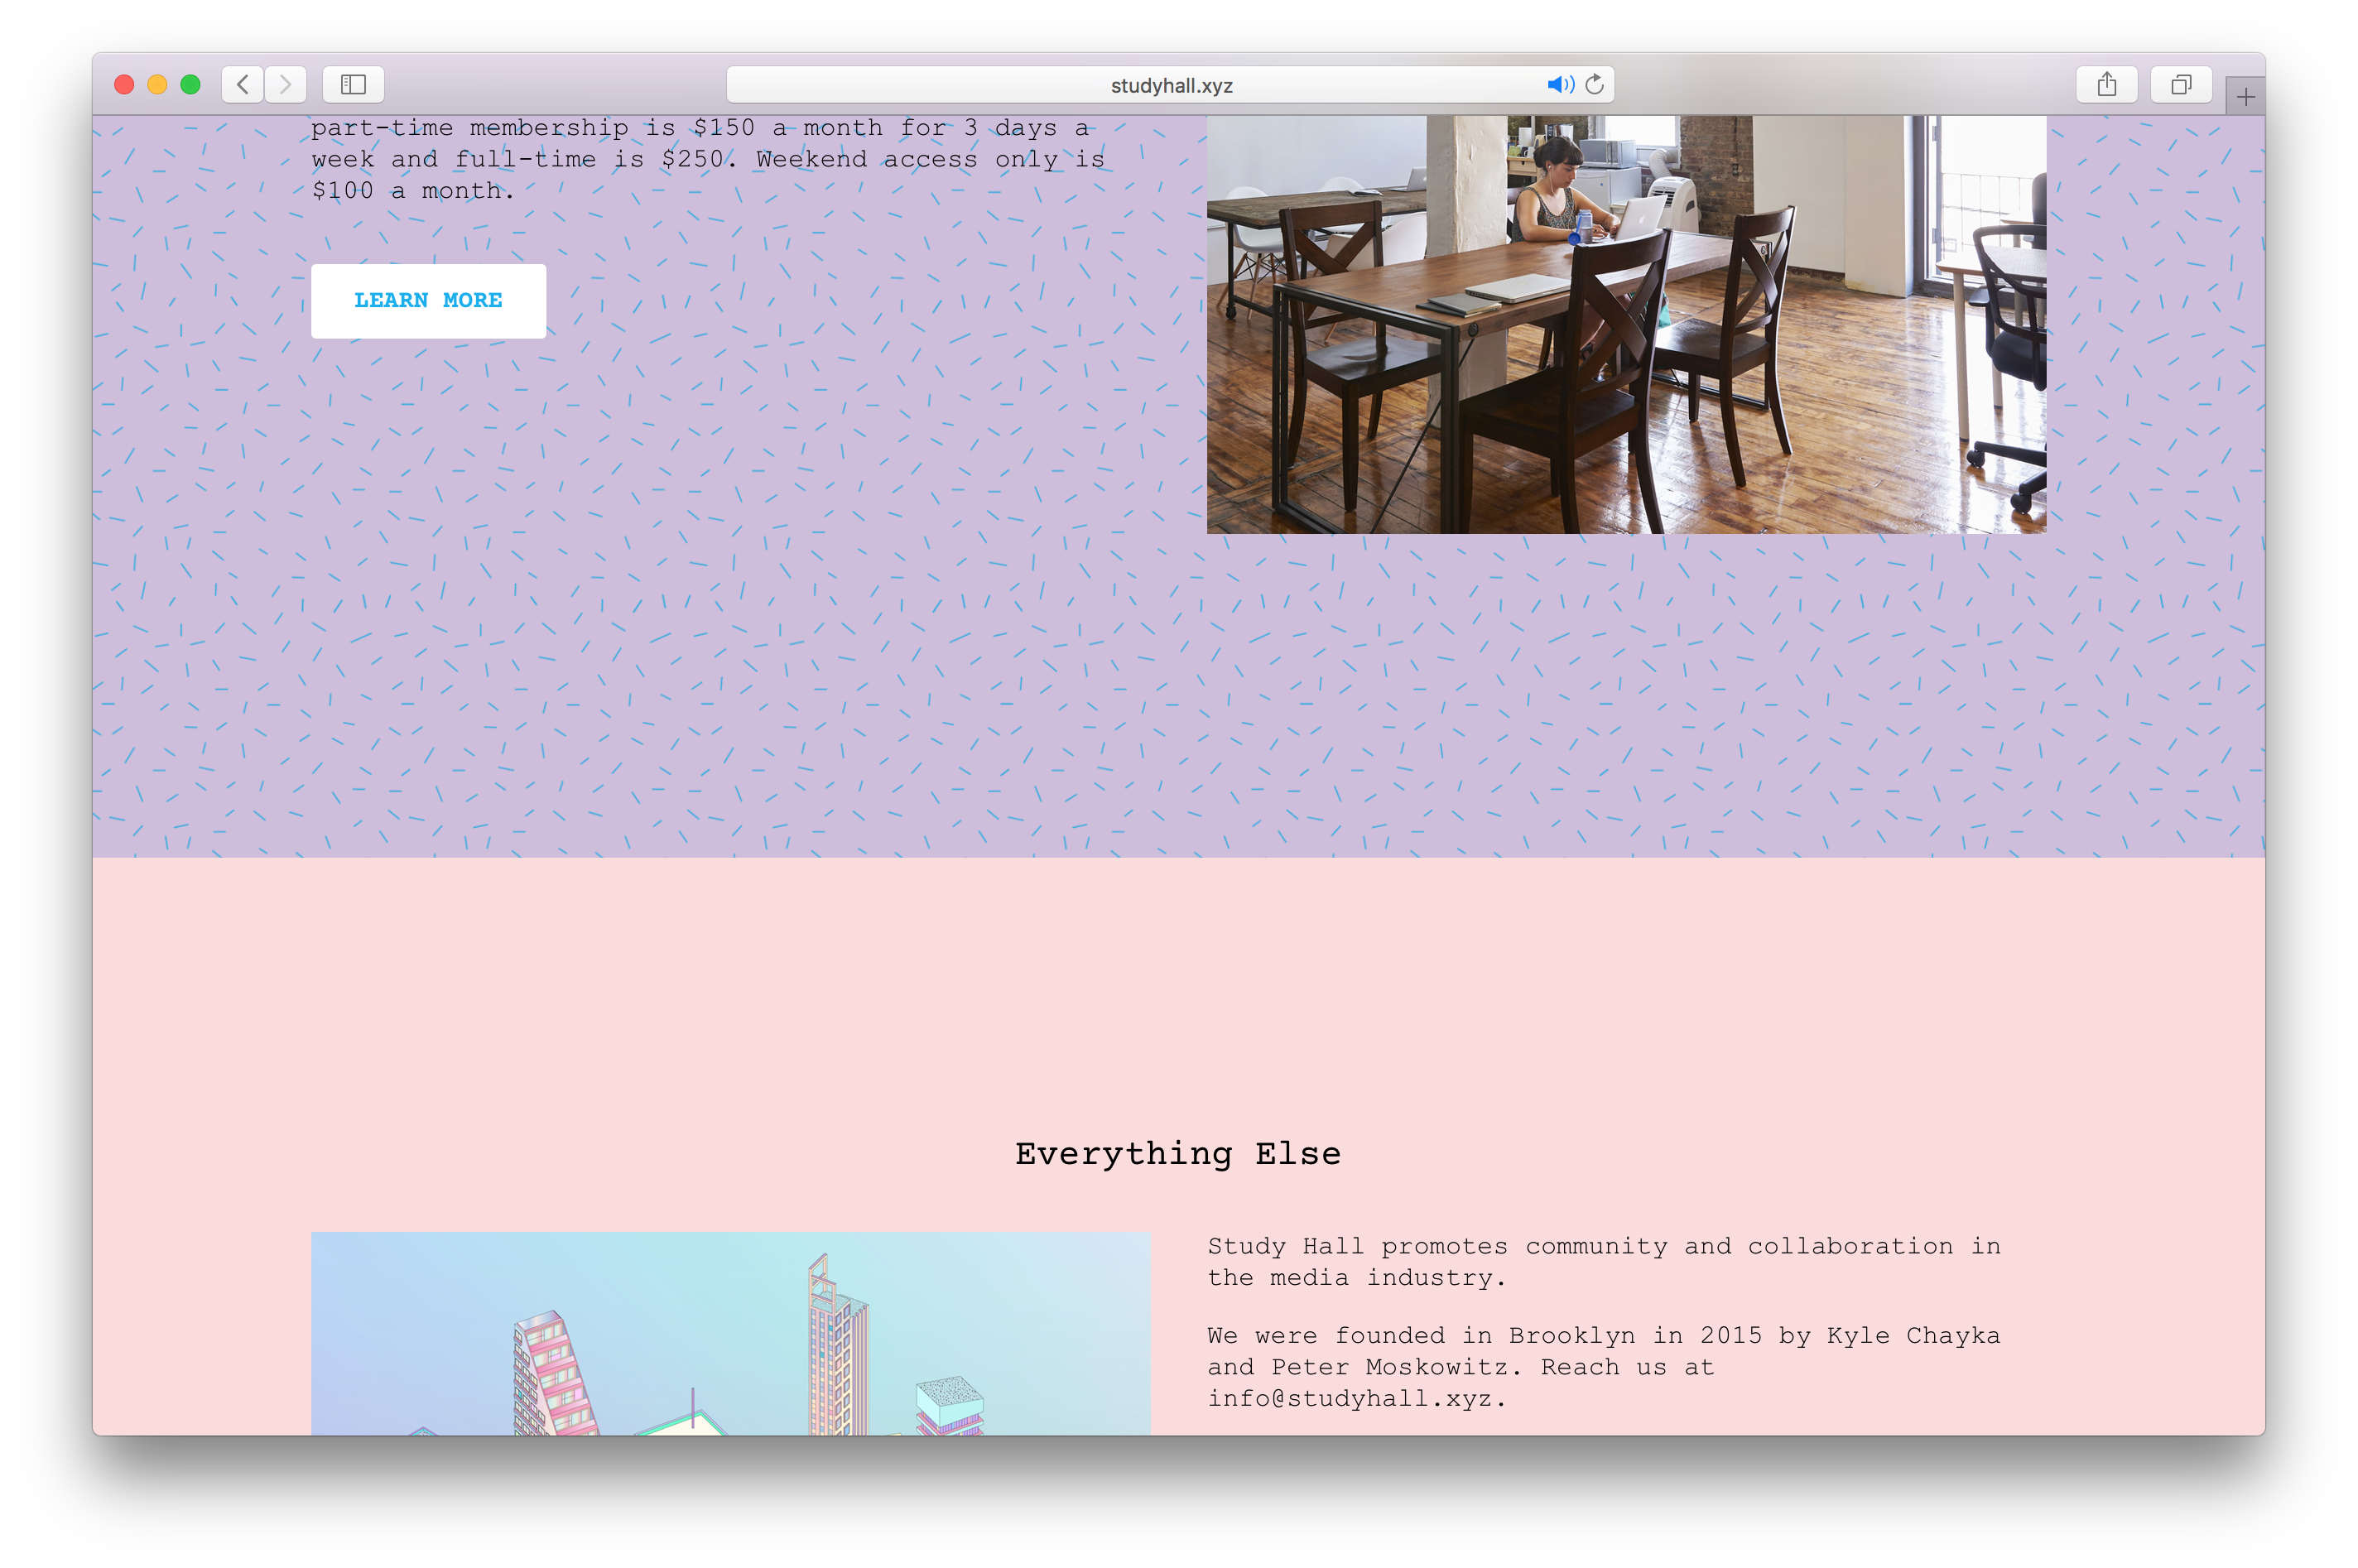 studyhall.xyz
part-time membership is $150 a month for 3 days a
week and full-time is $250. Weekend access only is
$100 a month.
LEARN MORE
Everything Else
Study Hall promotes community and collaboration in
the media industry.
We were founded in Brooklyn in 2015 by Kyle Chayka
and Peter Moskowitz. Reach us at
info@studyhall.xyz.